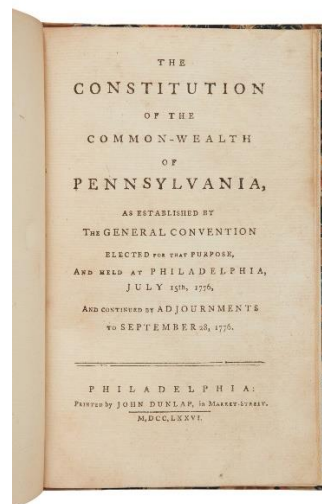 THE
CONSTITUTION
OF THE
COMMON-WEALTH
OF
PENNSYLVANIA,
AS ESTABLISHED BY
THE GENERAL CONVENTION
ELECTED FOR THAT PURPOSE,
AND HELD AT PHILADELPHIA,
JULY 15th, 1776,
AND CONTINUED BY ADJOURNMENTS
TO SEPTEMBER 28, 1776.
PHILADELPHIA:
PRINTED BY JOHN DUNLAP, IN MARKET-STREET.
M,DCC,LXXVI.